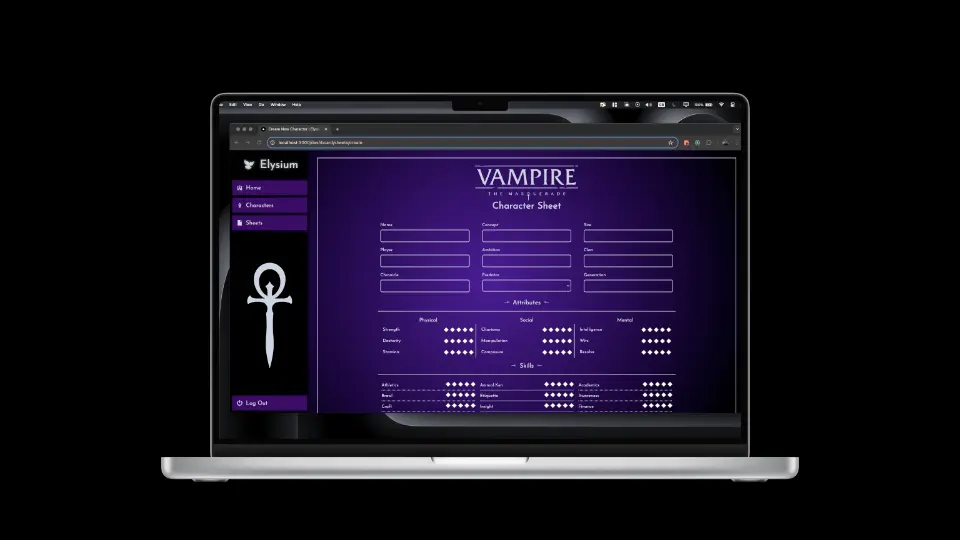 Edit View Go Window Help
Create New Character | Elysi
localhost:3000/dashboard/sheets/create
Elysium
Home
Characters
Sheets
Log Out
VAMPIRE
THE MASQUERADE
Character Sheet
Name Concept Sire
Player Ambition Clan
Chronicle Predator Generation
Attributes
Physical Social Mental
Strength Charisma Intelligence
Dexterity Manipulation Wits
Stamina Composure Resolve
Skills
Athletics Animal Ken Academics
Brawl Etiquette Awareness
Craft Insight Finance